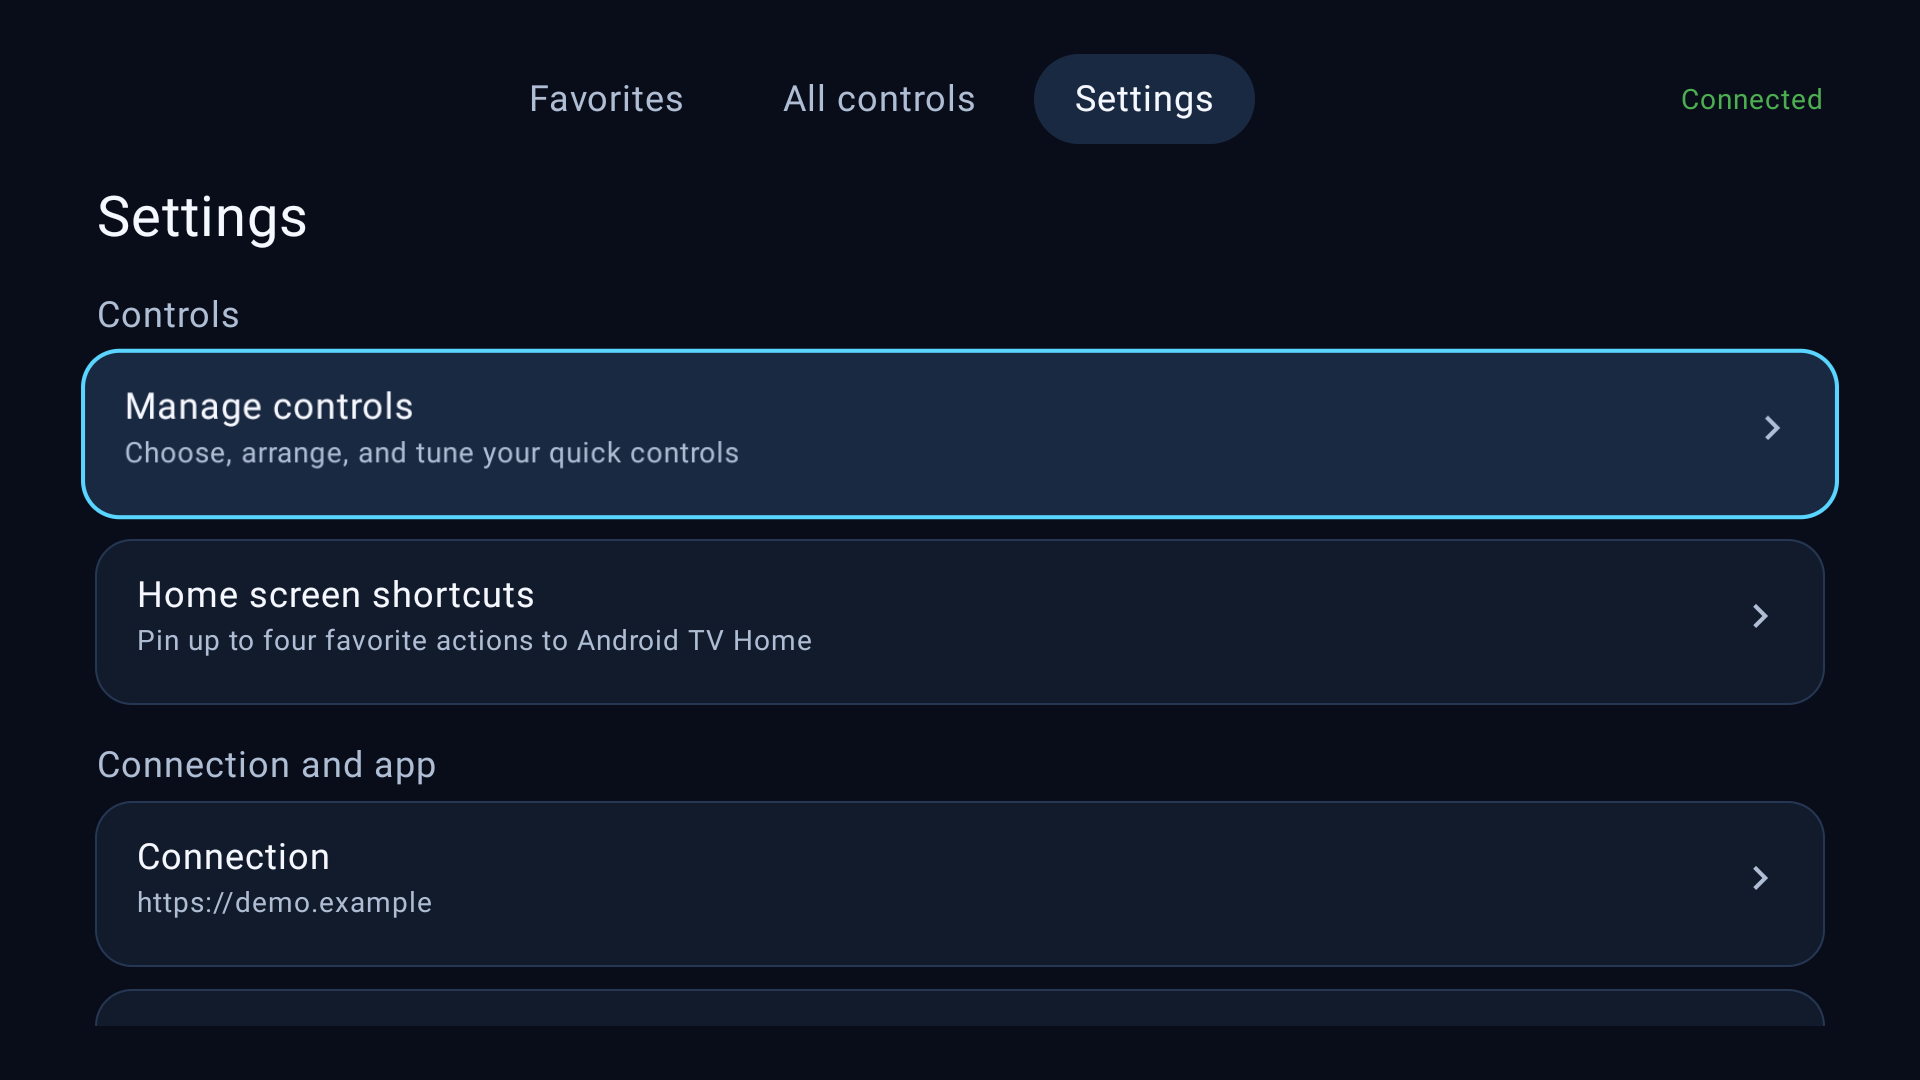 Favorites
All controls
Settings
Connected
Settings
Controls
Manage controls
Choose, arrange, and tune your quick controls
Home screen shortcuts
Pin up to four favorite actions to Android TV Home
Connection and app
Connection
https://demo.example